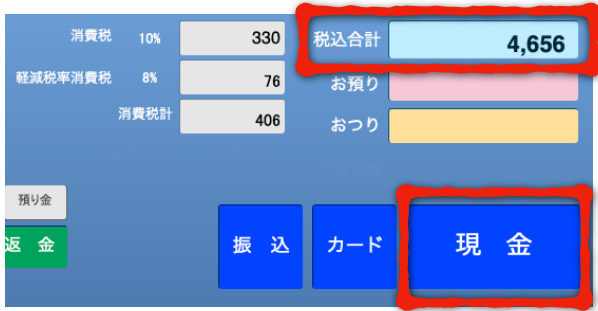 消費税 10% 330 税込合計 4,656
軽減税率消費税 8% 76 お預り
消費税計 406 おつり
預り金
返 金 振 込 カード 現 金